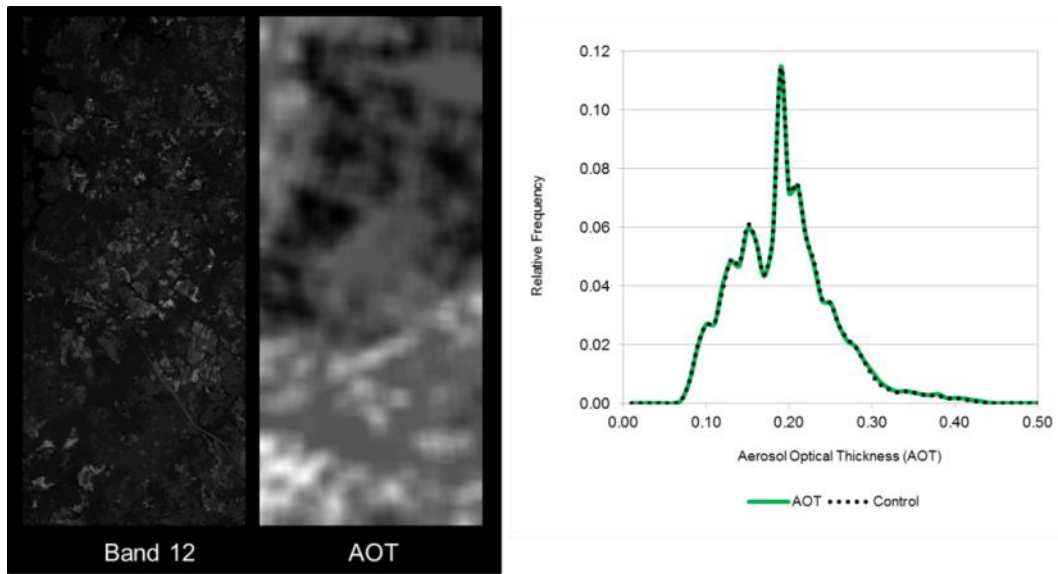 Band 12
AOT
0.12
0.10
0.08
0.06
0.04
0.02
0.00
Relative Frequency
0.00 0.10 0.20 0.30 0.40 0.50
Aerosol Optical Thickness (AOT)
AOT Control